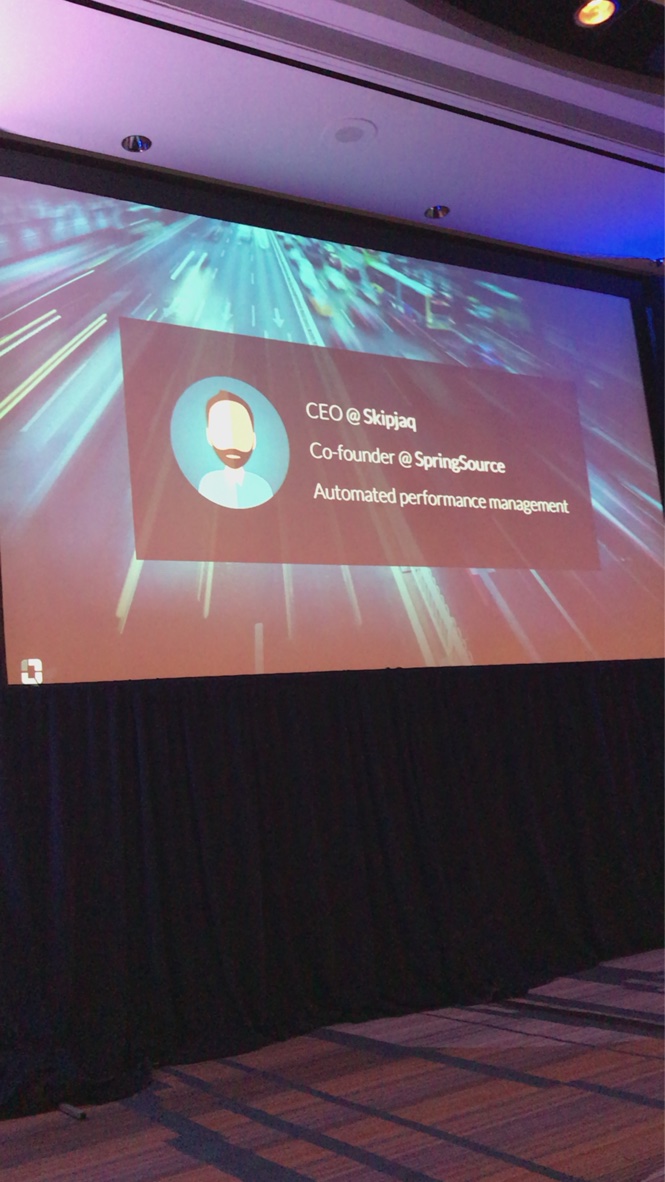 CEO @ Skipjaq
Co-founder @ SpringSource
Automated performance management